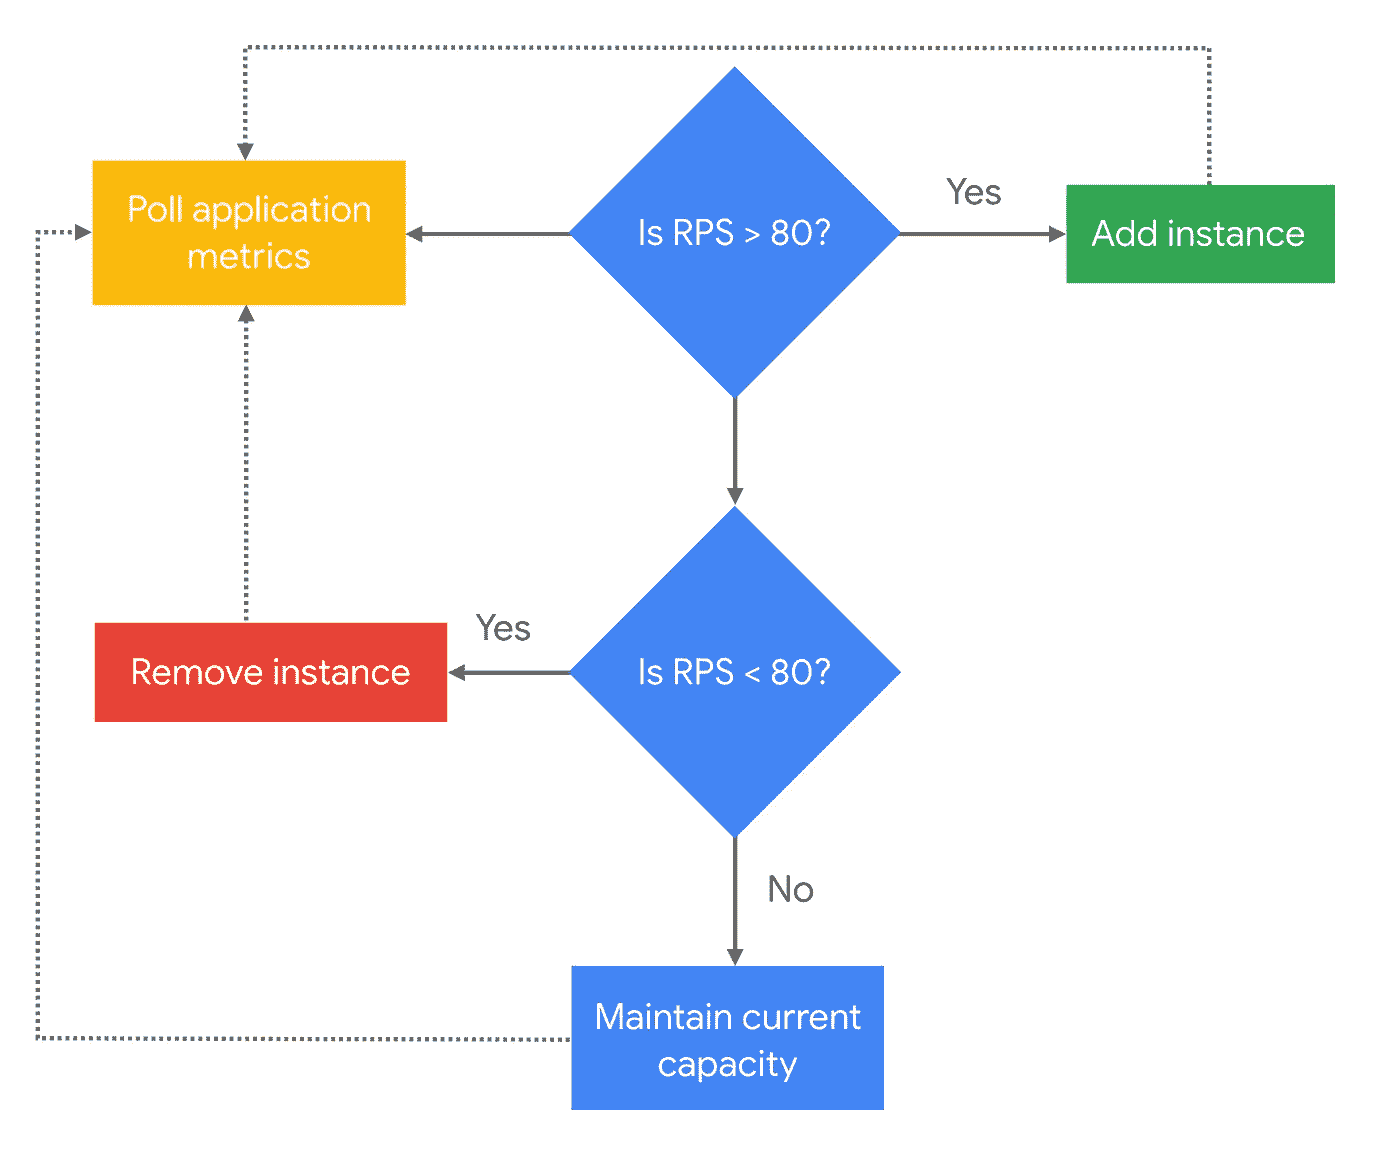 Poll application
metrics
Is RPS > 80?
Yes
Add instance
Yes
Remove instance
Is RPS < 80?
No
Maintain current
capacity